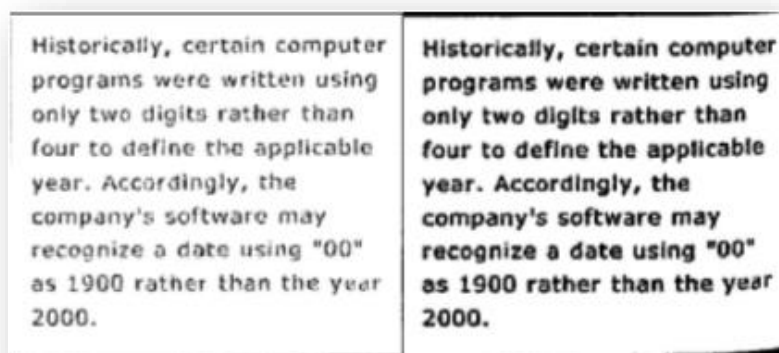 Historically, certain computer
programs were written using
only two digits rather than
four to define the applicable
year. Accordingly, the
company's software may
recognize a date using "00"
as 1900 rather than the year
2000.
Historically, certain computer
programs were written using
only two digits rather than
four to define the applicable
year. Accordingly, the
company's software may
recognize a date using "00"
as 1900 rather than the year
2000.